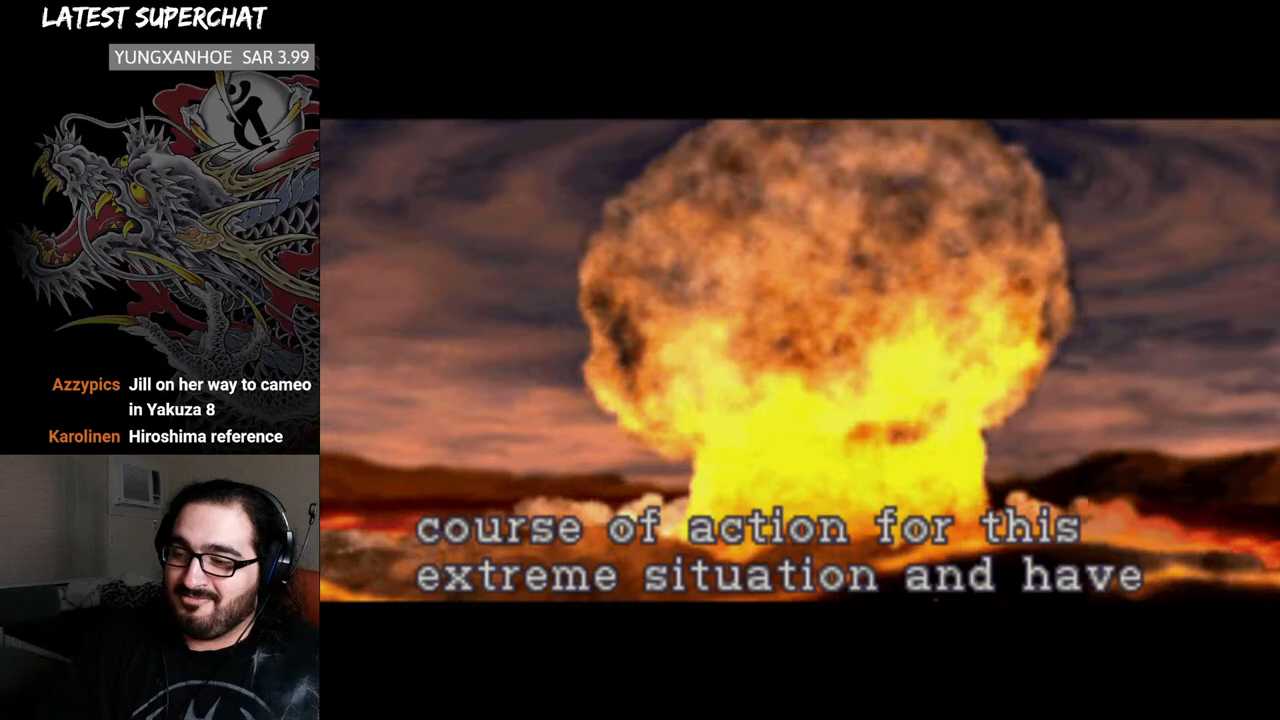 LATEST SUPERCHAT
YUNGXANHOE SAR 3.99
Azzypics Jill on her way to cameo
in Yakuza 8
Karolinen Hiroshima reference
course of action for this
extreme situation and have